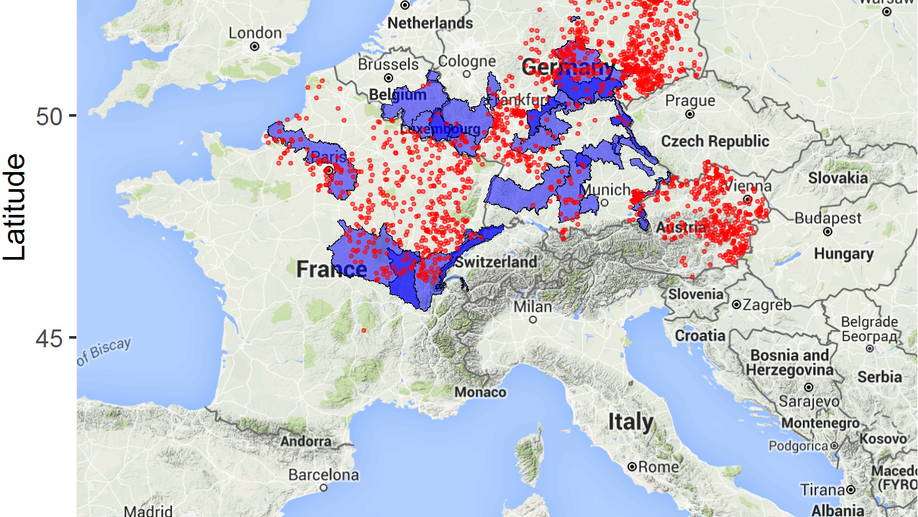 Warsaw
Netherlands
London
Brussels
Cologne
Germany
Belgium
Frankfurt
50
Prague
Luxembourg
Czech Republic
Paris
Slovakia
Munich
Vienna
Latitude
Budapest
Austria
Hungary
France
Switzerland
Slovenia
Zagreb
Milan
Belgrade
Београд
45
Croatia
of Biscay
Bosnia and
Herzegovina
Serbia
Monaco
Sarajevo
Italy
Montenegro
Andorra
Podgorica
Kosovo
Barcelona
Rome
Macedo
(FYRO
Tirana
Madrid
Albania